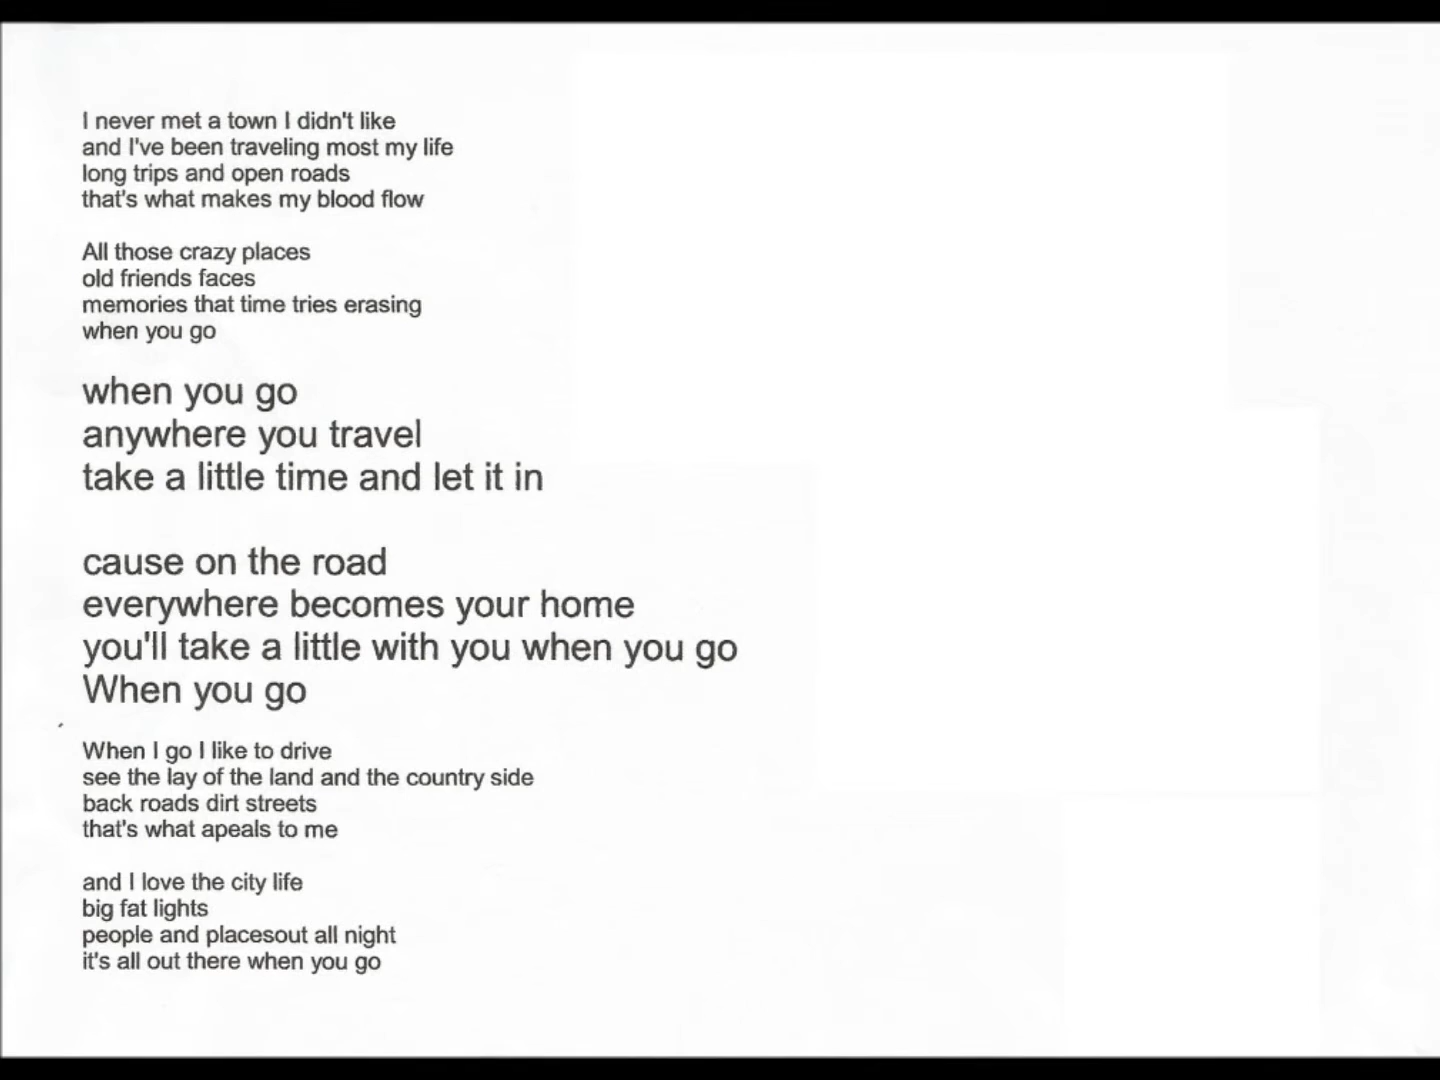 I never met a town I didn't like
and I've been traveling most my life
long trips and open roads
that's what makes my blood flow
All those crazy places
old friends faces
memories that time tries erasing
when you go
when you go
anywhere you travel
take a little time and let it in
cause on the road
everywhere becomes your home
you'll take a little with you when you go
When you go
When I go I like to drive
see the lay of the land and the country side
back roads dirt streets
that's what apeals to me
and I love the city life
big fat lights
people and placesout all night
it's all out there when you go